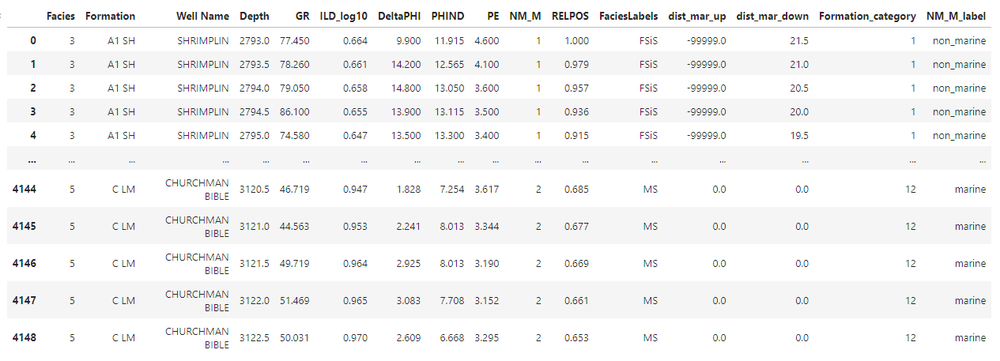 Facies Formation Well Name Depth GR ILD_log10 DeltaPHI PHIND PE NM_M RELPOS FaciesLabels dist_mar_up dist_mar_down Formation_category NM_M_label
0 3 A1 SH SHRIMPLIN 2793.0 77.450 0.664 9.900 11.915 4.600 1 1.000 FSiS -99999.0 21.5 1 non_marine
1 3 A1 SH SHRIMPLIN 2793.5 78.260 0.661 14.200 12.565 4.100 1 0.979 FSiS -99999.0 21.0 1 non_marine
2 3 A1 SH SHRIMPLIN 2794.0 79.050 0.658 14.800 13.050 3.600 1 0.957 FSiS -99999.0 20.5 1 non_marine
3 3 A1 SH SHRIMPLIN 2794.5 86.100 0.655 13.900 13.115 3.500 1 0.936 FSiS -99999.0 20.0 1 non_marine
4 3 A1 SH SHRIMPLIN 2795.0 74.580 0.647 13.500 13.300 3.400 1 0.915 FSiS -99999.0 19.5 1 non_marine
... ... ... ... ... ... ... ... ... ... ... ... ... ... ... ... ...
4144 5 C LM CHURCHMAN BIBLE 3120.5 46.719 0.947 1.828 7.254 3.617 2 0.685 MS 0.0 0.0 12 marine
4145 5 C LM CHURCHMAN BIBLE 3121.0 44.563 0.953 2.241 8.013 3.344 2 0.677 MS 0.0 0.0 12 marine
4146 5 C LM CHURCHMAN BIBLE 3121.5 49.719 0.964 2.925 8.013 3.190 2 0.669 MS 0.0 0.0 12 marine
4147 5 C LM CHURCHMAN BIBLE 3122.0 51.469 0.965 3.083 7.708 3.152 2 0.661 MS 0.0 0.0 12 marine
4148 5 C LM CHURCHMAN BIBLE 3122.5 50.031 0.970 2.609 6.668 3.295 2 0.653 MS 0.0 0.0 12 marine